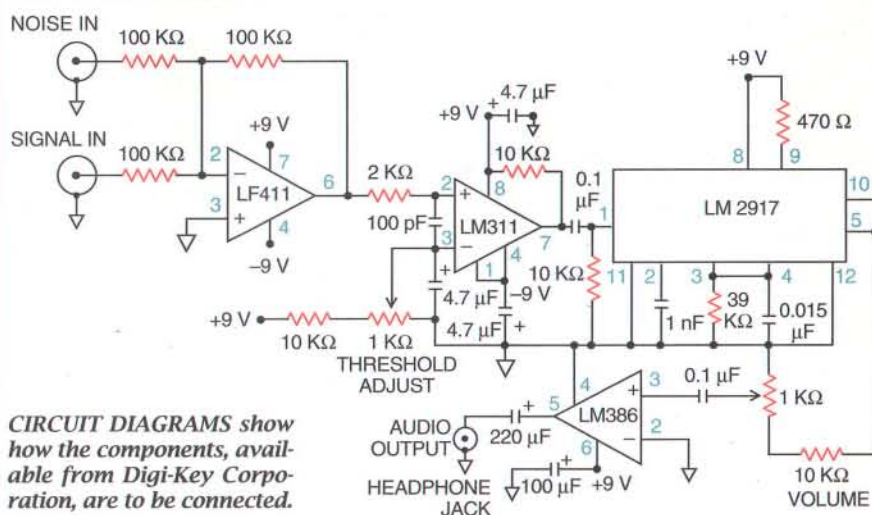 NOISE IN
100 KΩ
100 KΩ
SIGNAL IN
100 KΩ
+9 V
2
7
6
LF411
3
4
−9 V
2 KΩ
100 pF
+9 V
4.7 μF
+
10 KΩ
8
2
+
LM311
7
3
−
1
4
−9 V
+
4.7 μF
4.7 μF
+
+9 V
10 KΩ
1 KΩ
THRESHOLD
ADJUST
0.1
μF
1
10 KΩ
+9 V
470 Ω
8
9
10
5
LM 2917
11
2
3
4
12
1 nF
39
KΩ
0.015
μF
4
3
0.1 μF
1 KΩ
5
LM386
+
−
2
6
+9 V
AUDIO
OUTPUT
+
220 μF
HEADPHONE
JACK
100 μF
+
10 KΩ
VOLUME
CIRCUIT DIAGRAMS show
how the components, avail-
able from Digi-Key Corpo-
ration, are to be connected.